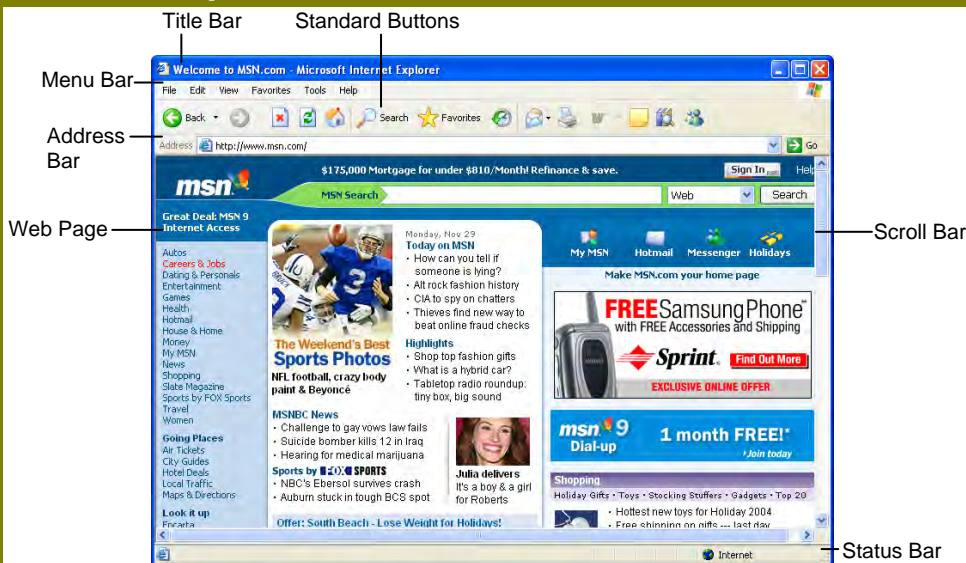 Title Bar
Standard Buttons
Menu Bar
Address Bar
Web Page
Scroll Bar
Status Bar
Welcome to MSN.com - Microsoft Internet Explorer
File Edit View Favorites Tools Help
Back Search Favorites
Address http://www.msn.com/ Go
msn
$175,000 Mortgage for under $810/Month! Refinance & save.
Sign In
Help
MSN Search
Web
Search
Great Deal: MSN 9
Internet Access
Autos
Careers & Jobs
Dating & Personals
Entertainment
Games
Health
Hotmail
House & Home
Money
My MSN
News
Shopping
Slate Magazine
Sports by FOX Sports
Travel
Women
Going Places
Air Tickets
City Guides
Hotel Deals
Local Traffic
Maps & Directions
Look it up
Encarta
The Weekend's Best
Sports Photos
NFL football, crazy body
paint & Beyoncé
Monday, Nov 29
Today on MSN
· How can you tell if
someone is lying?
· Alt rock fashion history
· CIA to spy on chatters
· Thieves find new way to
beat online fraud checks
Highlights
· Shop top fashion gifts
· What is a hybrid car?
· Tabletop radio roundup:
tiny box, big sound
MSNBC News
· Challenge to gay vows law fails
· Suicide bomber kills 12 in Iraq
· Hearing for medical marijuana
Sports by FOX SPORTS
· NBC's Ebersol survives crash
· Auburn stuck in tough BCS spot
Julia delivers
It's a boy & a girl
for Roberts
Offer: South Beach - Lose Weight for Holidays!
My MSN Hotmail Messenger Holidays
Make MSN.com your home page
FREE Samsung Phone
with FREE Accessories and Shipping
Sprint.
Find Out More
EXCLUSIVE ONLINE OFFER
msn 9
Dial-up
1 month FREE!*
Join today
Shopping
Holiday Gifts · Toys · Stocking Stuffers · Gadgets · Top 20
· Hottest new toys for Holiday 2004
· Free shipping on gifts --- last day
Internet